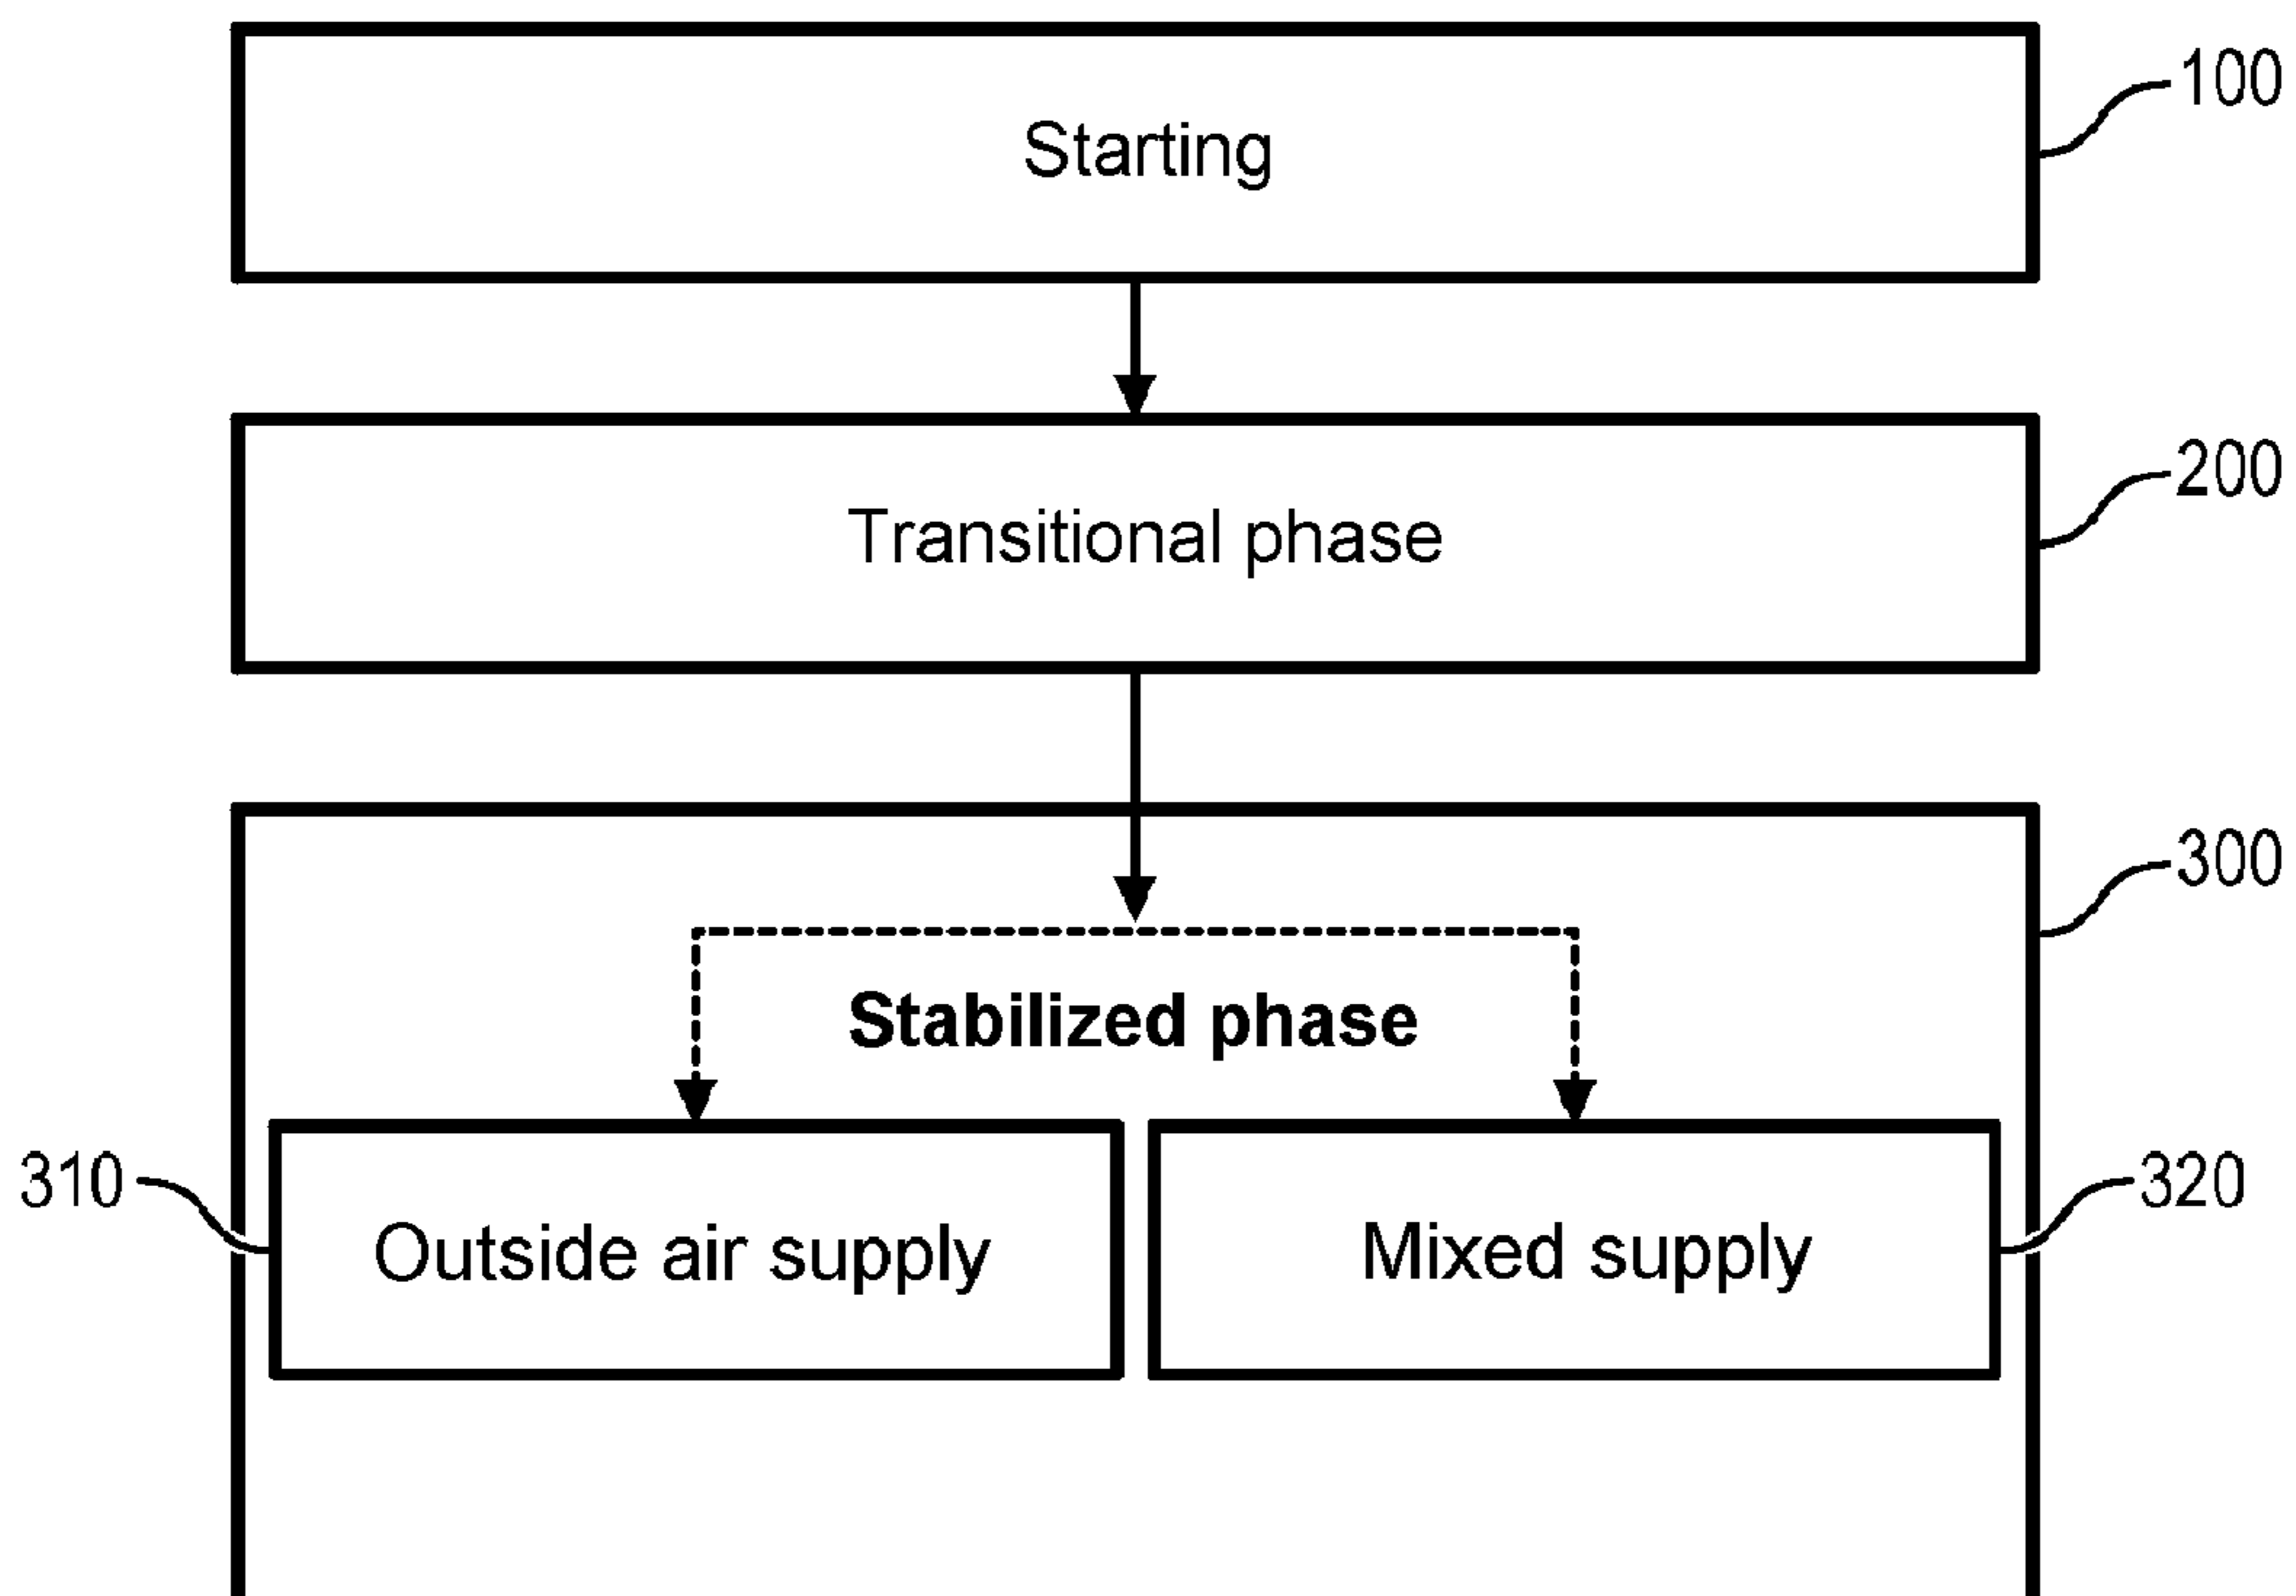 Starting
100
Transitional phase
200
300
Stabilized phase
310
Outside air supply
Mixed supply
320